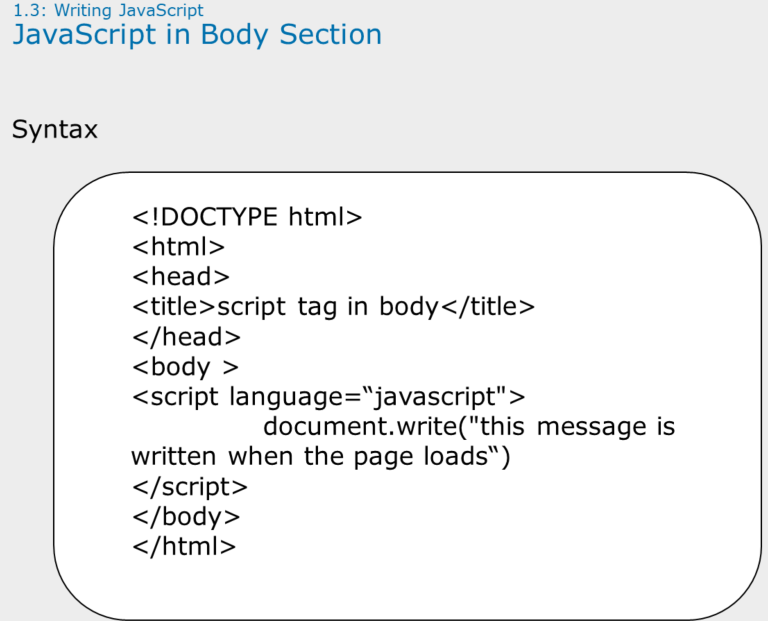 1.3: Writing JavaScript
JavaScript in Body Section
Syntax
<!DOCTYPE html>
<html>
<head>
<title>script tag in body</title>
</head>
<body >
<script language=“javascript">
document.write("this message is
written when the page loads“)
</script>
</body>
</html>